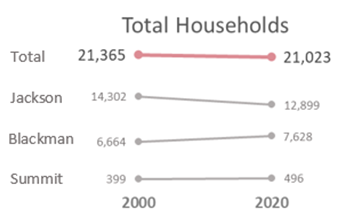 Total Households
Total 21,365 21,023
Jackson 14,302 12,899
Blackman 6,664 7,628
Summit 399 496
2000 2020